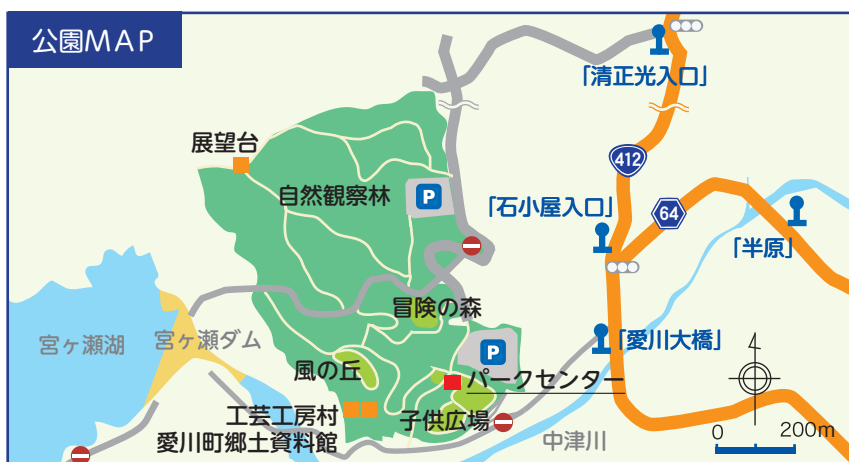 公園MAP
「清正光入口」
展望台
412
自然観察林
P
「石小屋入口」
64
「半原」
冒険の森
宮ヶ瀬湖
宮ヶ瀬ダム
P
「愛川大橋」
風の丘
パークセンター
工芸工房村
子供広場
愛川町郷土資料館
中津川
0 200m